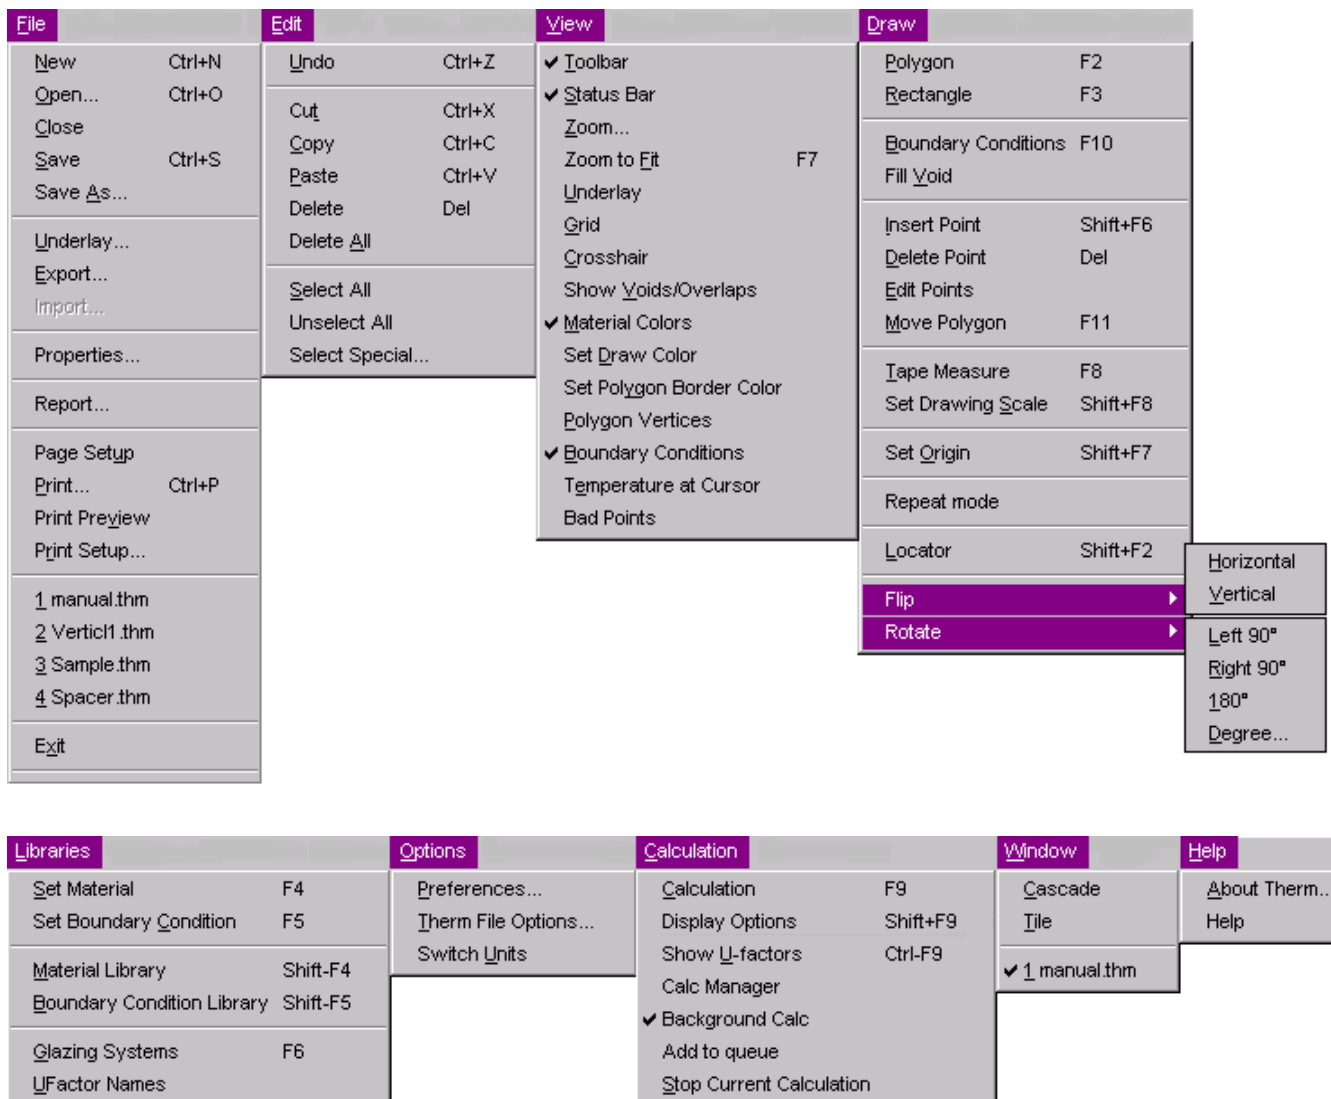 File
New Ctrl+N
Open... Ctrl+O
Close
Save Ctrl+S
Save As...
Underlay...
Export...
Import...
Properties...
Report...
Page Setup
Print... Ctrl+P
Print Preview
Print Setup...
1 manual.thm
2 Verticl1.thm
3 Sample.thm
4 Spacer.thm
Exit
Edit
Undo Ctrl+Z
Cut Ctrl+X
Copy Ctrl+C
Paste Ctrl+V
Delete Del
Delete All
Select All
Unselect All
Select Special...
View
✔ Toolbar
✔ Status Bar
Zoom...
Zoom to Fit F7
Underlay
Grid
Crosshair
Show Voids/Overlaps
✔ Material Colors
Set Draw Color
Set Polygon Border Color
Polygon Vertices
✔ Boundary Conditions
Temperature at Cursor
Bad Points
Draw
Polygon F2
Rectangle F3
Boundary Conditions F10
Fill Void
Insert Point Shift+F6
Delete Point Del
Edit Points
Move Polygon F11
Tape Measure F8
Set Drawing Scale Shift+F8
Set Origin Shift+F7
Repeat mode
Locator Shift+F2
Flip
Rotate
Horizontal
Vertical
Left 90°
Right 90°
180°
Degree...
Libraries
Set Material F4
Set Boundary Condition F5
Material Library Shift-F4
Boundary Condition Library Shift-F5
Glazing Systems F6
UFactor Names
Options
Preferences...
Therm File Options...
Switch Units
Calculation
Calculation F9
Display Options Shift+F9
Show U-factors Ctrl-F9
Calc Manager
✔ Background Calc
Add to queue
Stop Current Calculation
Window
Cascade
Tile
✔ 1 manual.thm
Help
About Therm..
Help